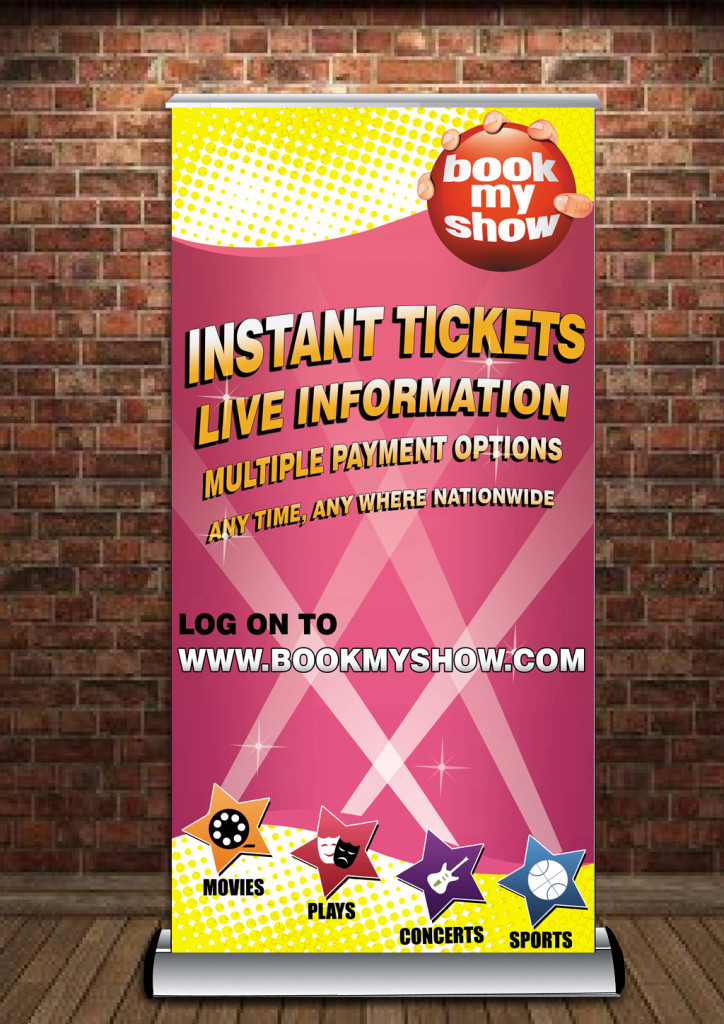 book
my
show
INSTANT TICKETS
LIVE INFORMATION
MULTIPLE PAYMENT OPTIONS
ANY TIME, ANY WHERE NATIONWIDE
LOG ON TO
WWW.BOOKMYSHOW.COM
MOVIES
PLAYS
CONCERTS
SPORTS